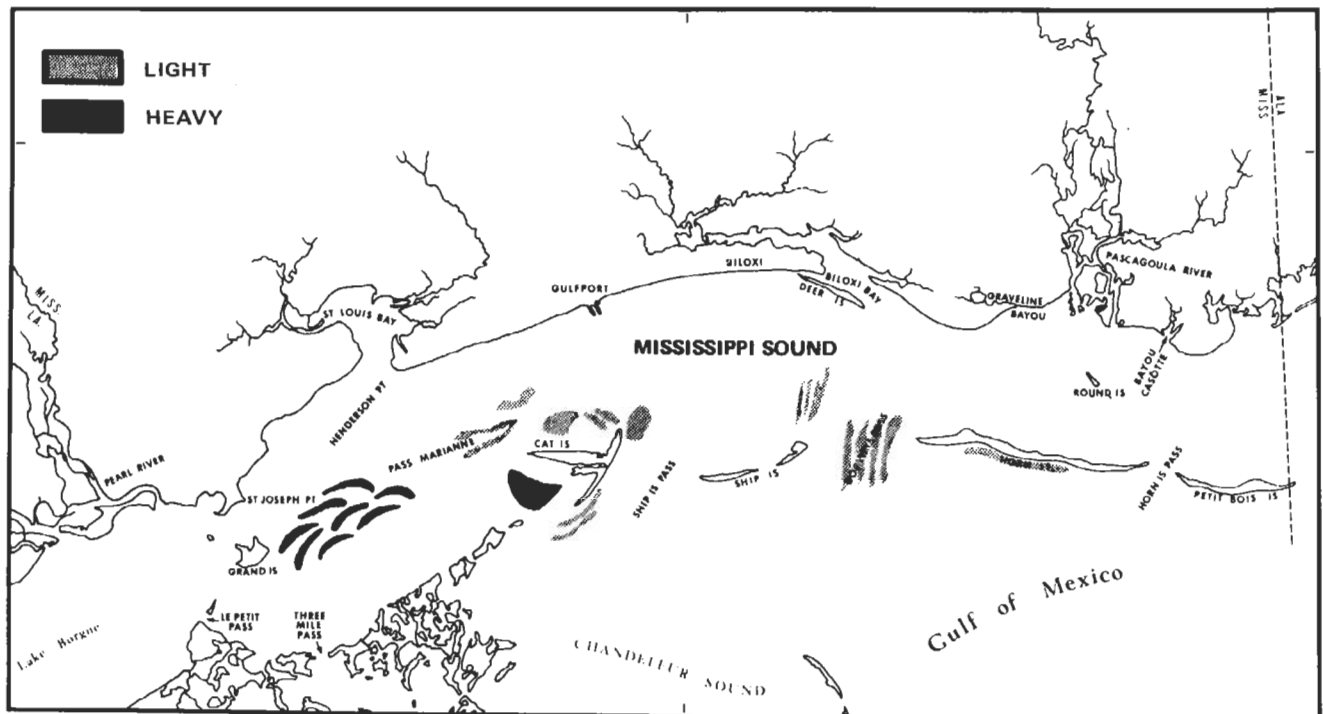 LIGHT
HEAVY
MISS
ALA
MISS.
LA.
PASCAGOULA RIVER
BILOXI
BILOXI BAY
DEER IS
GULFPORT
GRAVELINE
BAYOU
ST LOUIS BAY
MISSISSIPPI SOUND
BAYOU
CASOTTE
ROUND IS
HENDERSON PT
PASS MARIANNE
CAT IS
SHIP IS PASS
SHIP IS
HORN IS
HORN IS PASS
PETIT BOIS IS
PEARL RIVER
ST JOSEPH PT
GRAND IS
LE PETIT
PASS
THREE
MILE
PASS
Lake Borgne
CHANDELEUR SOUND
Gulf of Mexico